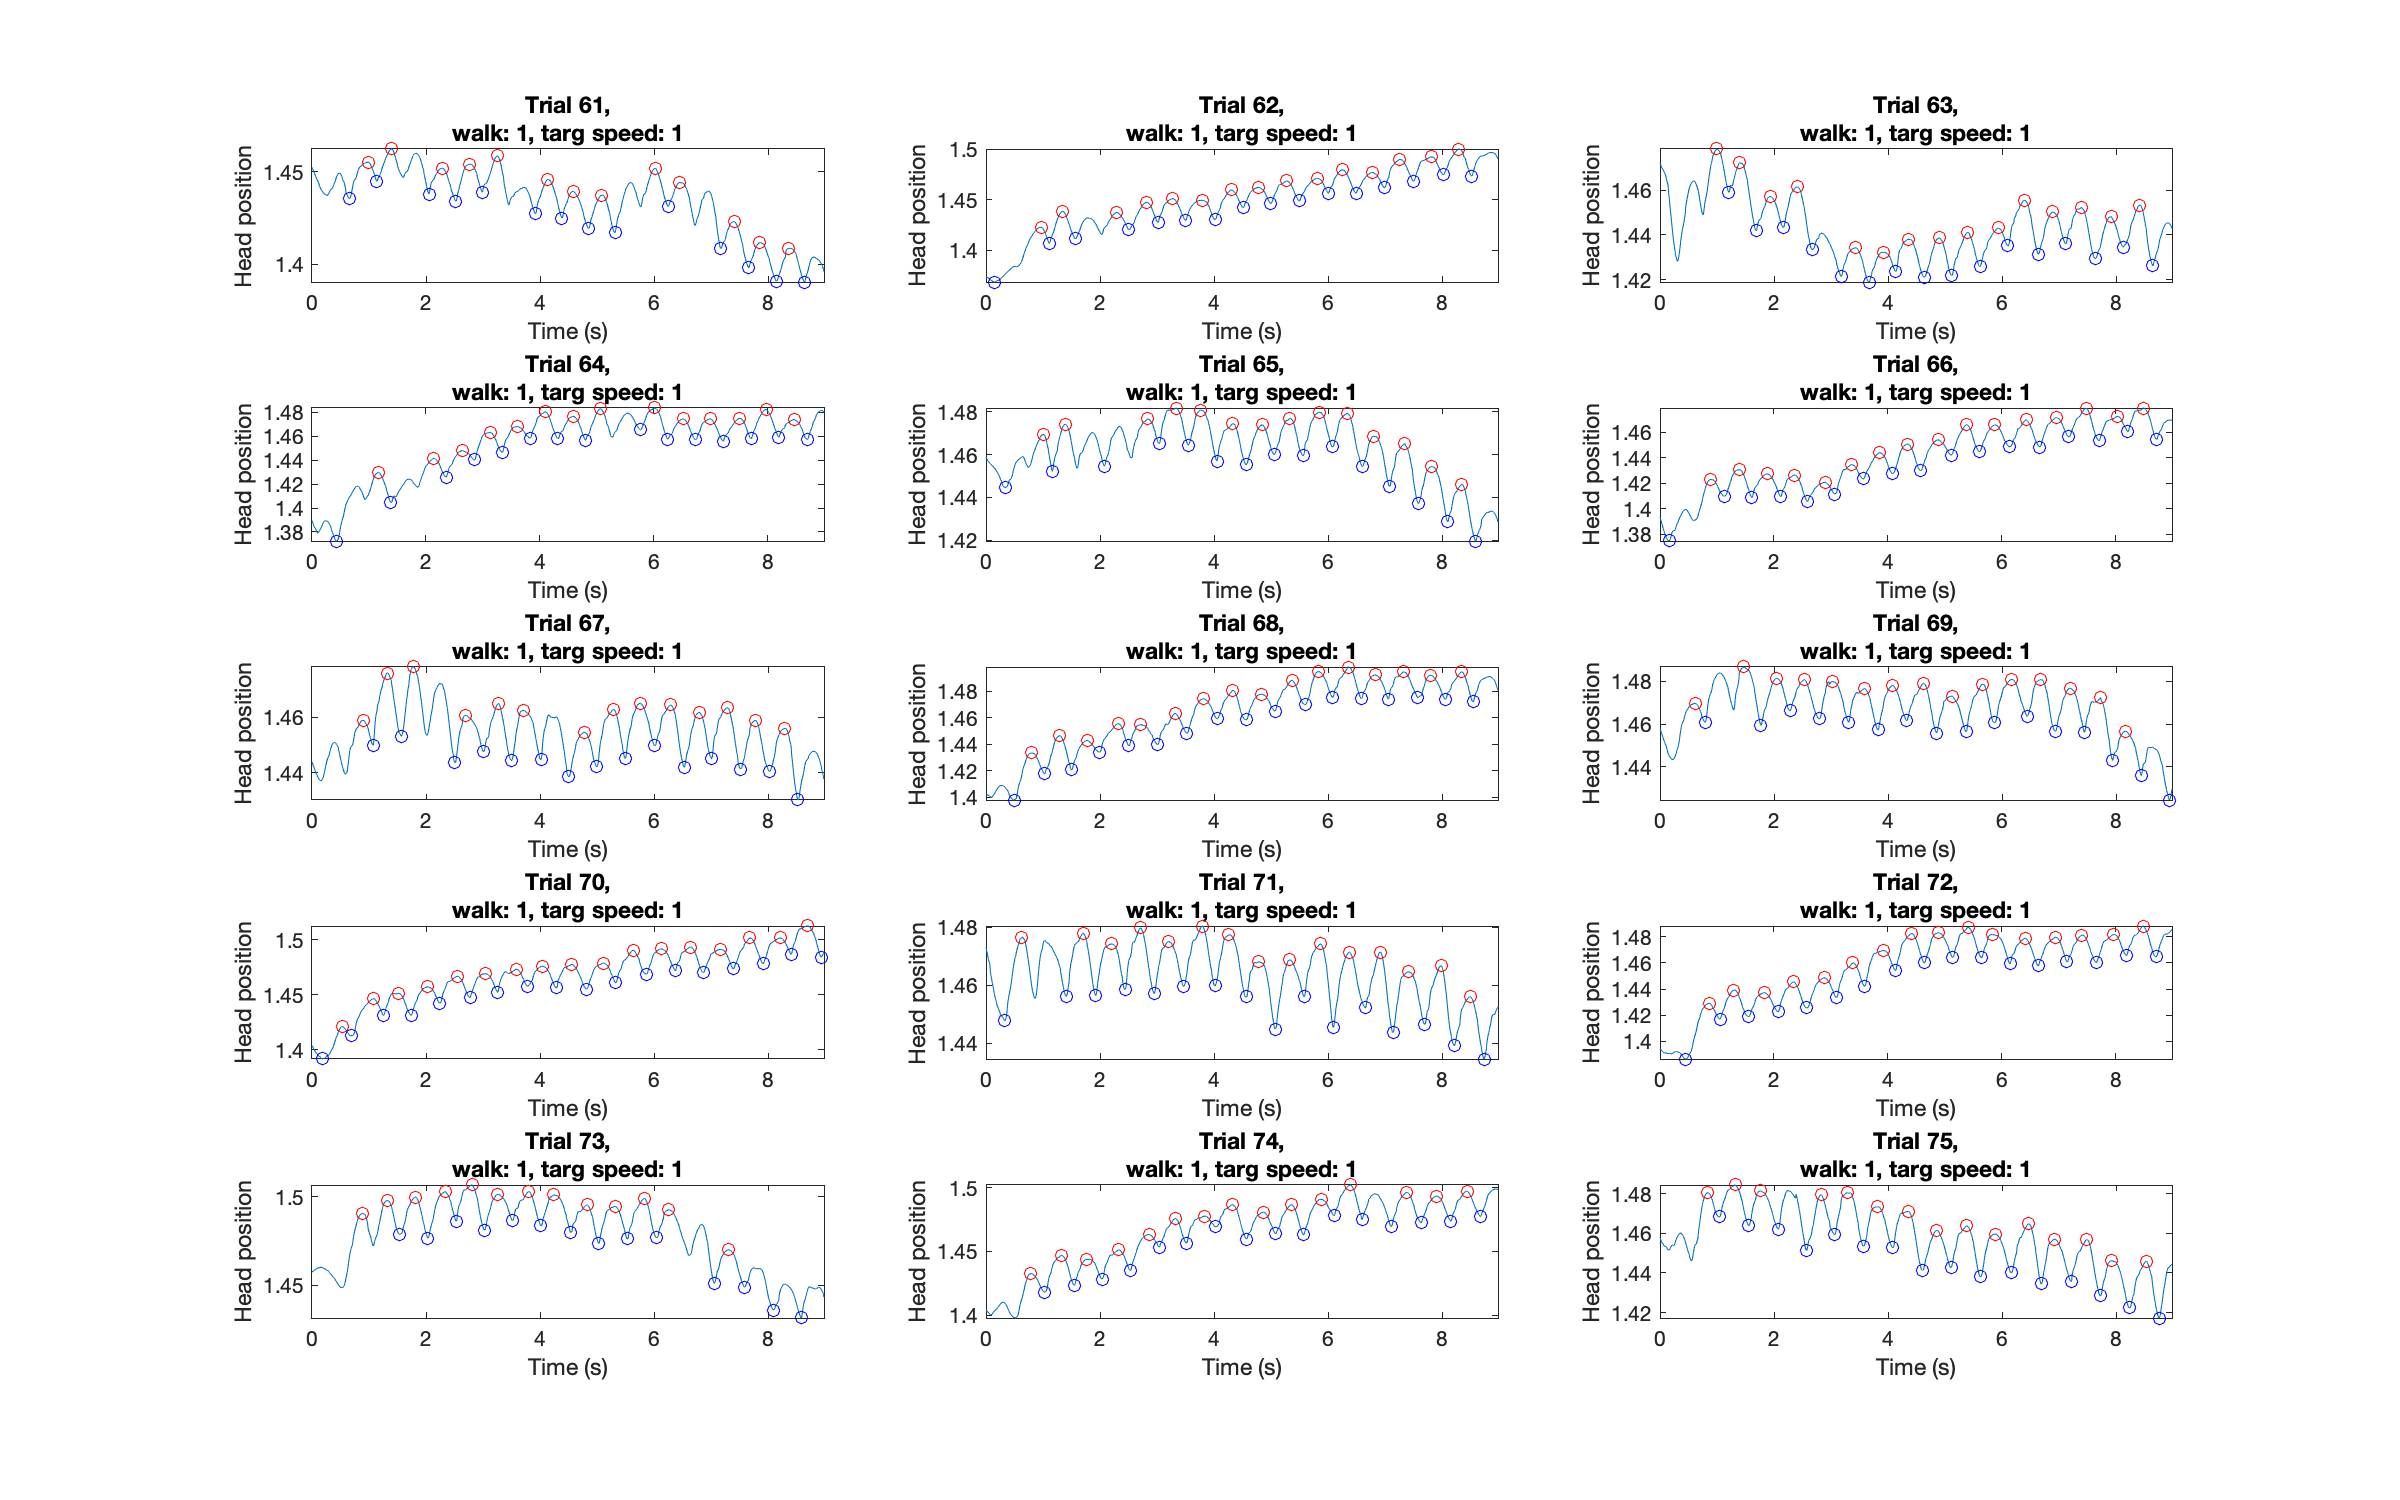 Trial 61,
walk: 1, targ speed: 1
Head position
1.45
1.4
0 2 4 6 8
Time (s)
Trial 62,
walk: 1, targ speed: 1
Head position
1.5
1.45
1.4
0 2 4 6 8
Time (s)
Trial 63,
walk: 1, targ speed: 1
Head position
1.46
1.44
1.42
0 2 4 6 8
Time (s)
Trial 64,
walk: 1, targ speed: 1
Head position
1.48
1.46
1.44
1.42
1.4
1.38
0 2 4 6 8
Time (s)
Trial 65,
walk: 1, targ speed: 1
Head position
1.48
1.46
1.44
1.42
0 2 4 6 8
Time (s)
Trial 66,
walk: 1, targ speed: 1
Head position
1.46
1.44
1.42
1.4
1.38
0 2 4 6 8
Time (s)
Trial 67,
walk: 1, targ speed: 1
Head position
1.46
1.44
0 2 4 6 8
Time (s)
Trial 68,
walk: 1, targ speed: 1
Head position
1.48
1.46
1.44
1.42
1.4
0 2 4 6 8
Time (s)
Trial 69,
walk: 1, targ speed: 1
Head position
1.48
1.46
1.44
0 2 4 6 8
Time (s)
Trial 70,
walk: 1, targ speed: 1
Head position
1.5
1.45
1.4
0 2 4 6 8
Time (s)
Trial 71,
walk: 1, targ speed: 1
Head position
1.48
1.46
1.44
0 2 4 6 8
Time (s)
Trial 72,
walk: 1, targ speed: 1
Head position
1.48
1.46
1.44
1.42
1.4
0 2 4 6 8
Time (s)
Trial 73,
walk: 1, targ speed: 1
Head position
1.5
1.45
0 2 4 6 8
Time (s)
Trial 74,
walk: 1, targ speed: 1
Head position
1.5
1.45
1.4
0 2 4 6 8
Time (s)
Trial 75,
walk: 1, targ speed: 1
Head position
1.48
1.46
1.44
1.42
0 2 4 6 8
Time (s)